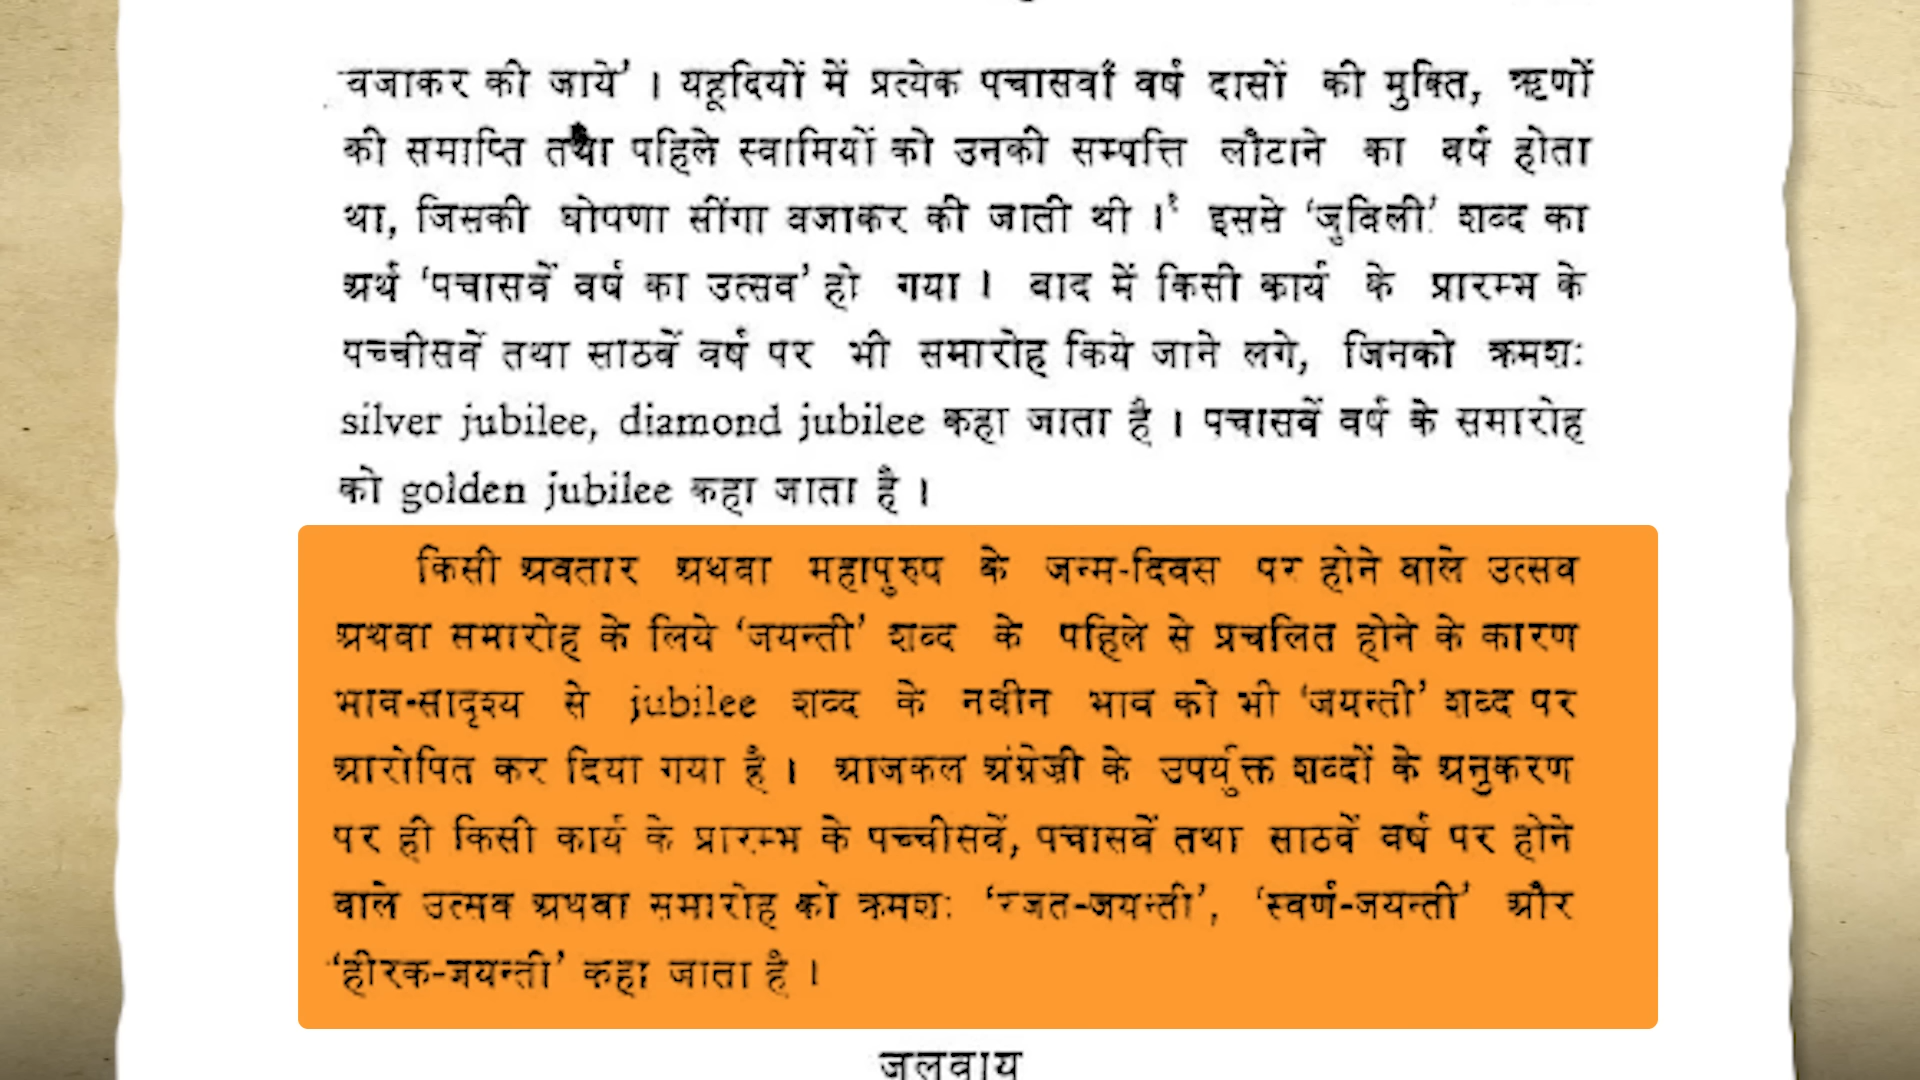 बजाकर की जाये’ । यहूदियों में प्रत्येक पचासवाँ वर्ष दासों की मुक्ति, ऋणों
की समाप्ति तथा पहिले स्वामियों को उनकी सम्पत्ति लौटाने का वर्ष होता
था, जिसकी घोषणा सींगा बजाकर की जाती थी । इससे ‘जुबिली’ शब्द का
अर्थ ‘पचासवें वर्ष का उत्सव’ हो गया । बाद में किसी कार्य के प्रारम्भ के
पच्चीसवें तथा साठवें वर्ष पर भी समारोह किये जाने लगे, जिनको क्रमशः
silver jubilee, diamond jubilee कहा जाता है । पचासवें वर्ष के समारोह
को golden jubilee कहा जाता है ।
किसी अवतार अथवा महापुरुष के जन्म-दिवस पर होने वाले उत्सव
अथवा समारोह के लिये ‘जयन्ती’ शब्द के पहिले से प्रचलित होने के कारण
भाव-सादृश्य से jubilee शब्द के नवीन भाव को भी ‘जयन्ती’ शब्द पर
आरोपित कर दिया गया है । आजकल अंग्रेज़ी के उपर्युक्त शब्दों के अनुकरण
पर ही किसी कार्य के प्रारम्भ के पच्चीसवें, पचासवें तथा साठवें वर्ष पर होने
वाले उत्सव अथवा समारोह को क्रमशः ‘रजत-जयन्ती’, ‘स्वर्ण-जयन्ती’ और
‘हीरक-जयन्ती’ कहा जाता है ।
जलवायु